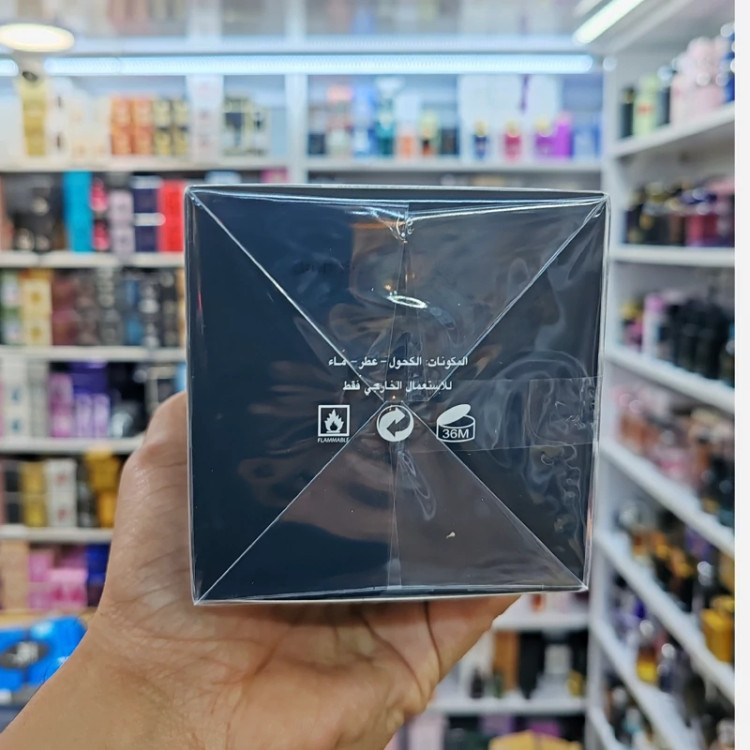 المكونات: الكحول - عطر - ماء
للاستعمال الخارجي فقط
FLAMMABLE
36M